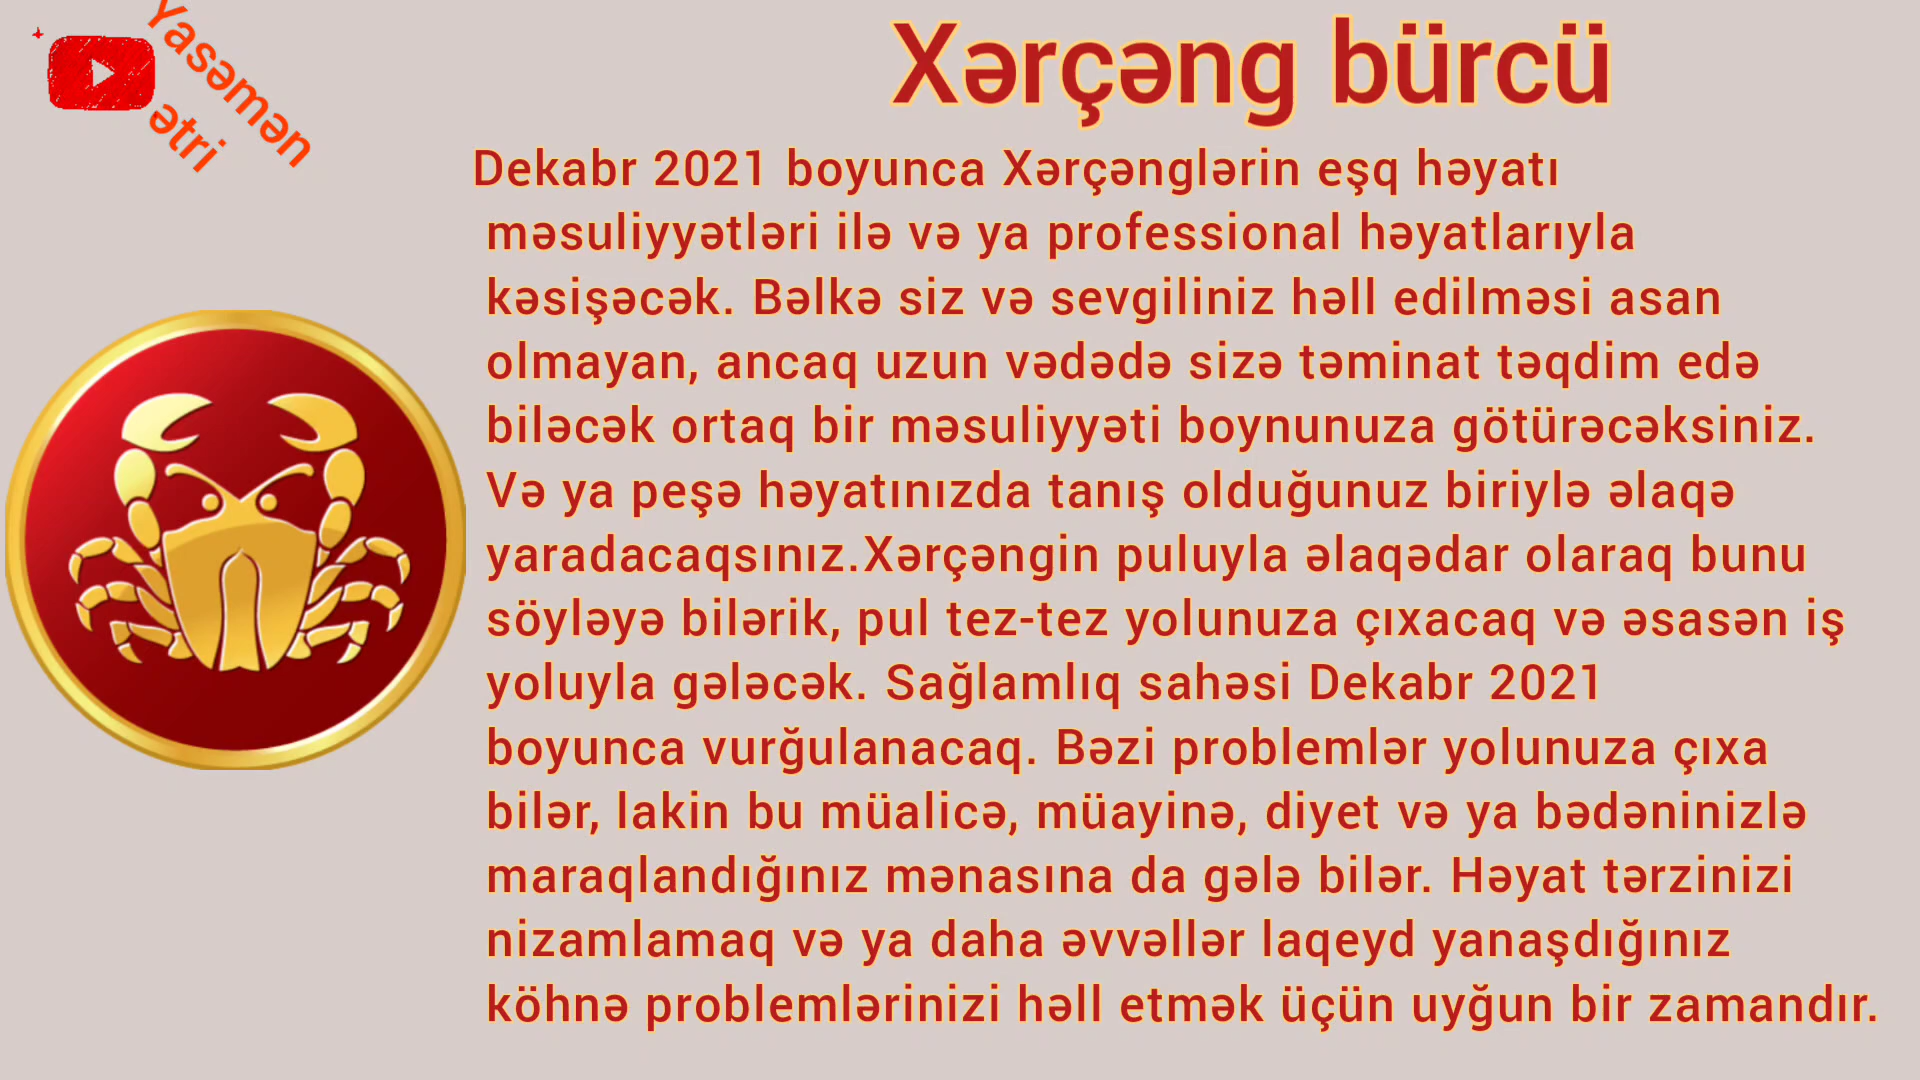 Yasəmən
ətri
Xərçəng bürcü
Dekabr 2021 boyunca Xərçənglərin eşq həyatı
məsuliyyətləri ilə və ya professional həyatlarıyla
kəsişəcək. Bəlkə siz və sevgiliniz həll edilməsi asan
olmayan, ancaq uzun vədədə sizə təminat təqdim edə
biləcək ortaq bir məsuliyyəti boynunuza götürəcəksiniz.
Və ya peşə həyatınızda tanış olduğunuz biriylə əlaqə
yaradacaqsınız.Xərçəngin puluyla əlaqədar olaraq bunu
söyləyə bilərik, pul tez-tez yolunuza çıxacaq və əsasən iş
yoluyla gələcək. Sağlamlıq sahəsi Dekabr 2021
boyunca vurğulanacaq. Bəzi problemlər yolunuza çıxa
bilər, lakin bu müalicə, müayinə, diyet və ya bədəninizlə
maraqlandığınız mənasına da gələ bilər. Həyat tərzinizi
nizamlamaq və ya daha əvvəllər laqeyd yanaşdığınız
köhnə problemlərinizi həll etmək üçün uyğun bir zamandır.